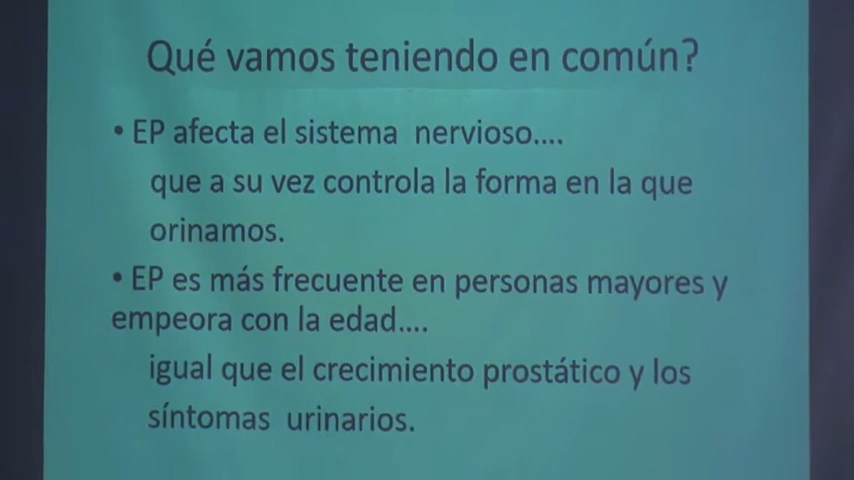 Qué vamos teniendo en común?
• EP afecta el sistema nervioso....
que a su vez controla la forma en la que
orinamos.
• EP es más frecuente en personas mayores y
empeora con la edad....
igual que el crecimiento prostático y los
síntomas urinarios.